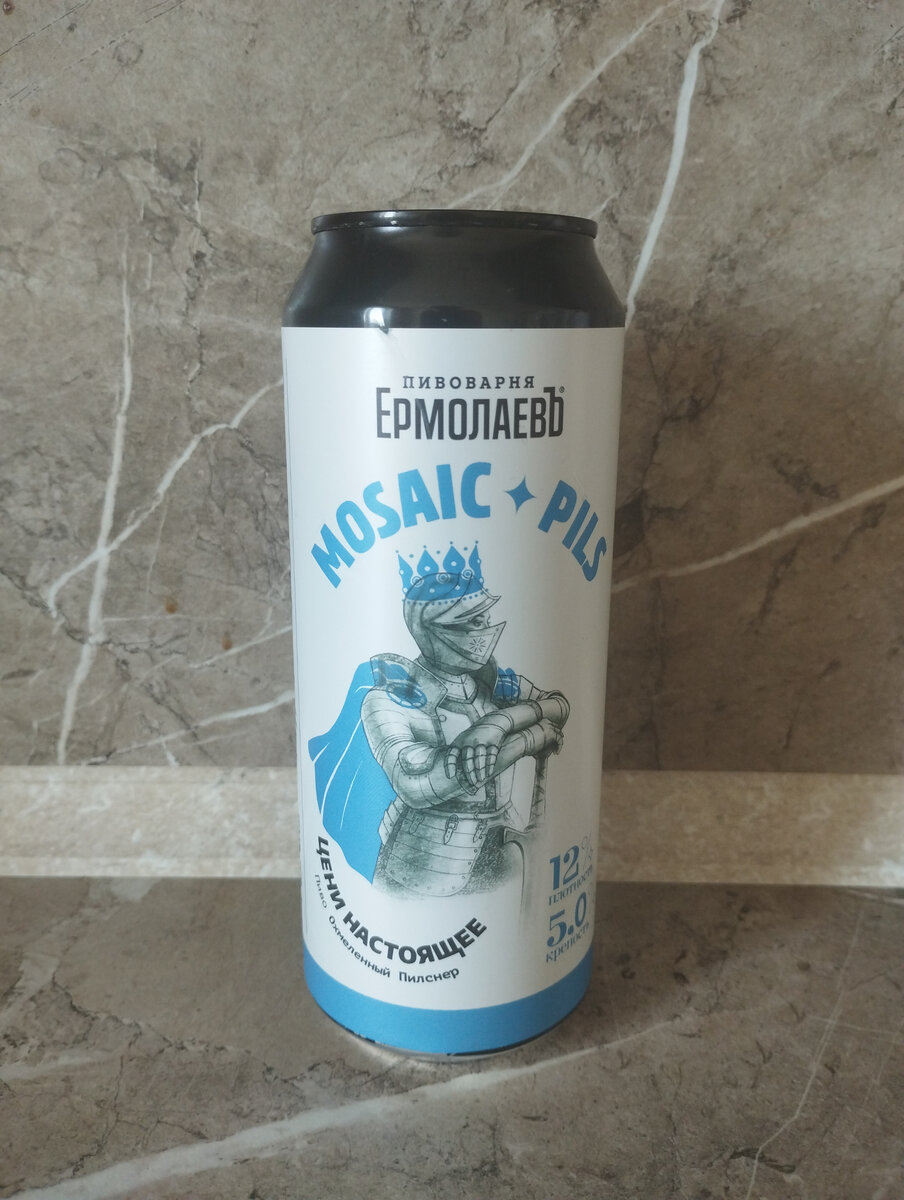 ПИВОВАРНЯ
ЕРМОЛАЕВЪ®
MOSAIC ✦ PILS
12%
плотность
5.0
крепость
ЦЕНИ НАСТОЯЩЕЕ
Пиво Охмеленный Пилснер